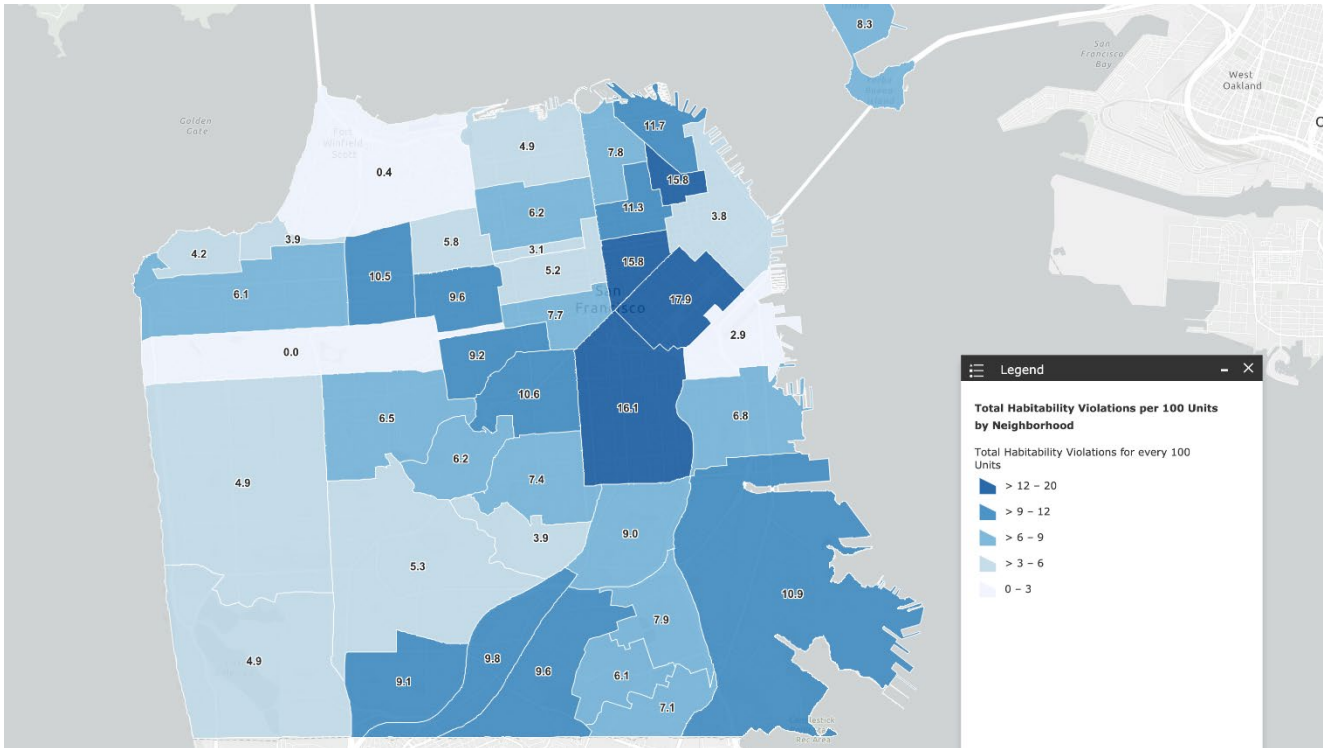 8.3
San
Francisco
Bay
West
Oakland
Golden
Gate
Fort
Winfield
Scott
11.7
4.9
7.8
0.4
15.8
6.2
11.3
3.8
3.9
4.2
5.8
3.1
15.8
5.2
10.5
6.1
9.6
San
Francisco
17.9
7.7
2.9
0.0
9.2
10.6
16.1
6.5
6.8
6.2
7.4
4.9
9.0
3.9
5.3
10.9
7.9
4.9
9.8
9.6
6.1
9.1
7.1
Rec Area
Legend
Total Habitability Violations per 100 Units
by Neighborhood
Total Habitability Violations for every 100
Units
> 12 – 20
> 9 – 12
> 6 – 9
> 3 – 6
0 – 3